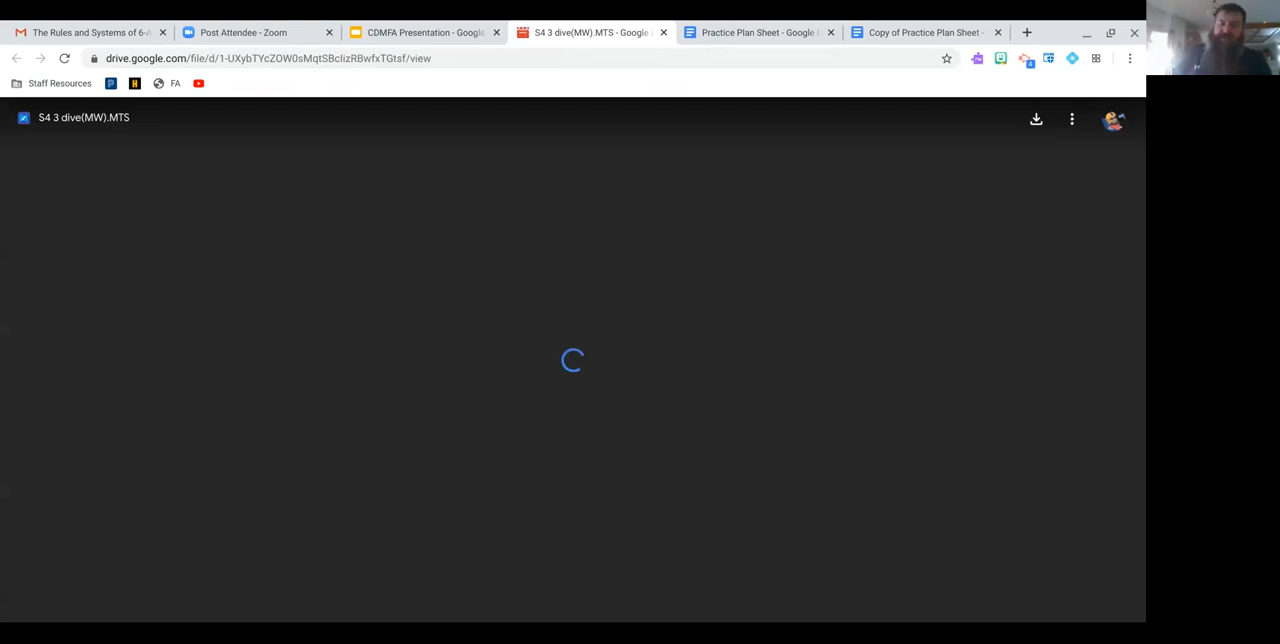 The Rules and Systems of 6-
Post Attendee - Zoom
CDMFA Presentation - Google
S4 3 dive(MW).MTS - Google
Practice Plan Sheet - Google
Copy of Practice Plan Sheet -
drive.google.com/file/d/1-UXybTYcZOW0sMqtSBcIizRBwfxTGtsf/view
4
Staff Resources
P
H
FA
S4 3 dive(MW).MTS